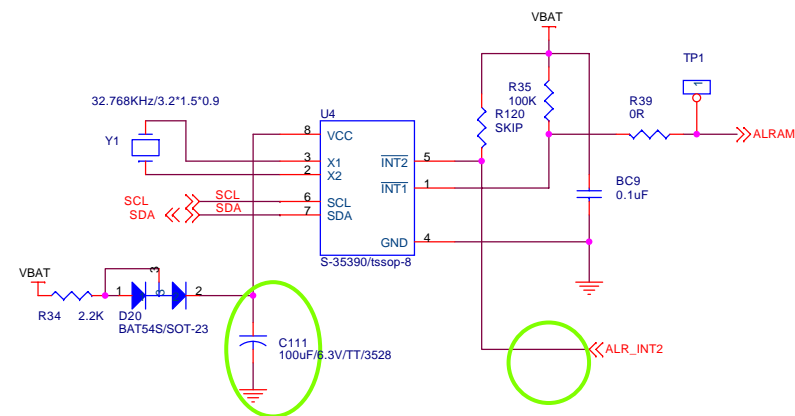 VBAT
TP1
1
32.768KHz/3.2*1.5*0.9
R35
100K
R39
0R
R120
SKIP
U4
Y1
8
VCC
ALRAM
3
X1
INT2
5
2
X2
INT1
1
BC9
0.1uF
SCL
SCL
6
SCL
SDA
SDA
7
SDA
GND
4
S-35390/tssop-8
VBAT
3
1
2
R34
2.2K
D20
BAT54S/SOT-23
C111
100uF/6.3V/TT/3528
ALR_INT2